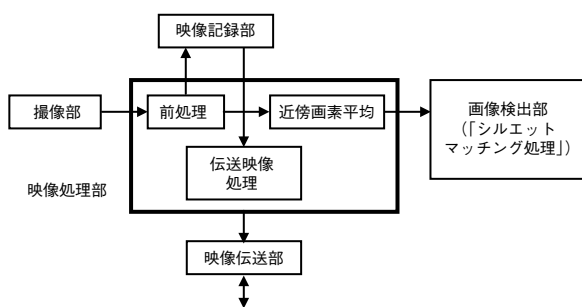 映像記録部
撮像部
前処理
近傍画素平均
画像検出部
(「シルエット
マッチング処理」)
伝送映像
処理
映像処理部
映像伝送部